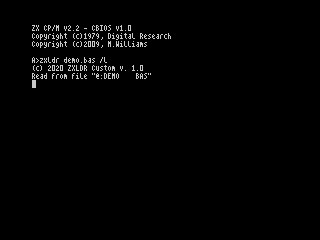 ZX CP/M v2.2 - CBIOS v1.0
Copyright (c)1979, Digital Research
Copyright (c)2009, M.Williams
A>zxldr demo.bas /l
(c) 2020 ZXLDR Custom v. 1.0
Read from file "0:DEMO    BAS"